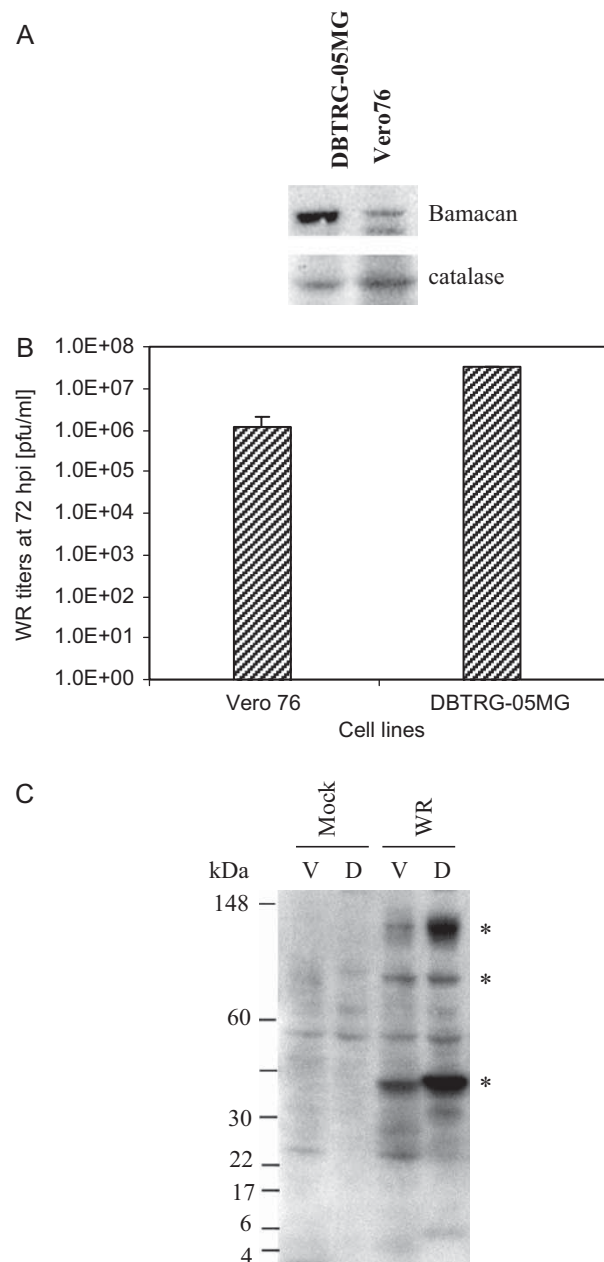 A
DBTRG-05MG
Vero76
Bamacan
catalase
B
WR titers at 72 hpi [pfu/ml]
1.0E+08
1.0E+07
1.0E+06
1.0E+05
1.0E+04
1.0E+03
1.0E+02
1.0E+01
1.0E+00
Vero 76 DBTRG-05MG
Cell lines
C
Mock WR
kDa V D V D
148
*
*
60
*
30
22
17
6
4